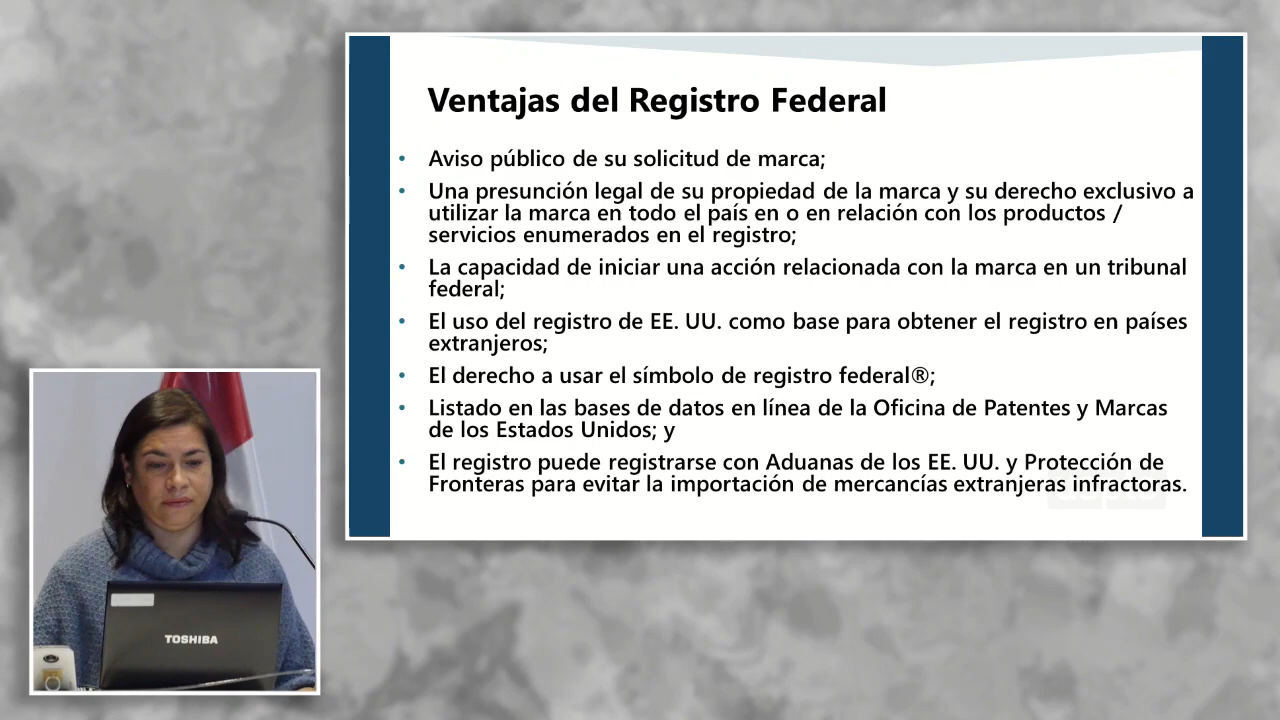 Ventajas del Registro Federal
• Aviso público de su solicitud de marca;
• Una presunción legal de su propiedad de la marca y su derecho exclusivo a
utilizar la marca en todo el país en o en relación con los productos /
servicios enumerados en el registro;
• La capacidad de iniciar una acción relacionada con la marca en un tribunal
federal;
• El uso del registro de EE. UU. como base para obtener el registro en países
extranjeros;
• El derecho a usar el símbolo de registro federal®;
• Listado en las bases de datos en línea de la Oficina de Patentes y Marcas
de los Estados Unidos; y
• El registro puede registrarse con Aduanas de los EE. UU. y Protección de
Fronteras para evitar la importación de mercancías extranjeras infractoras.
TOSHIBA